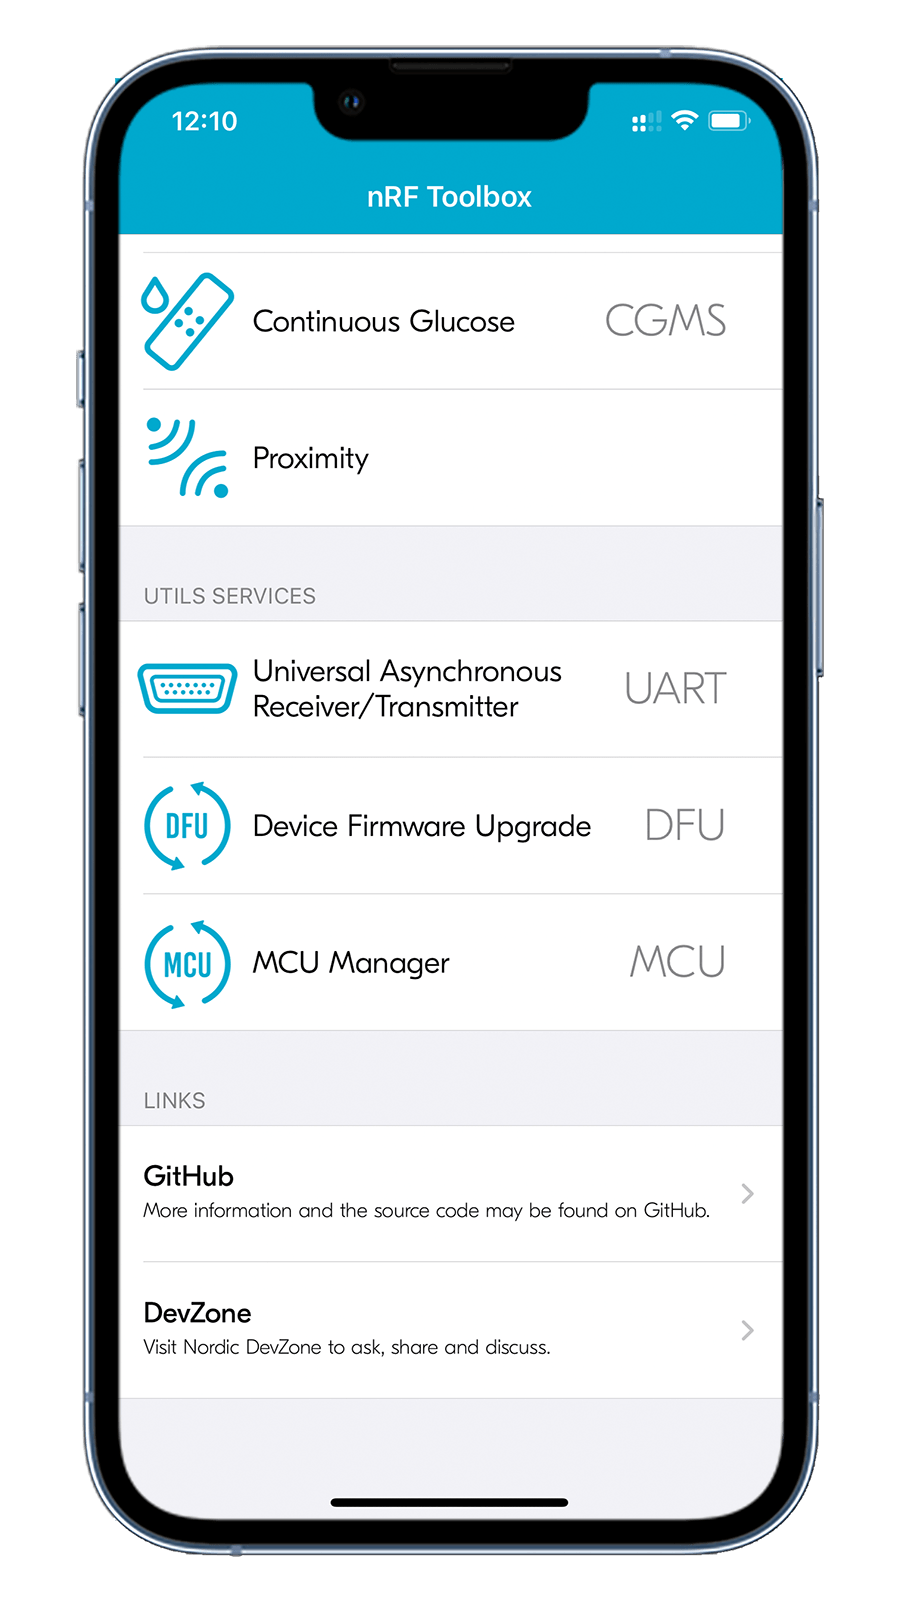 12:10
nRF Toolbox
Continuous Glucose CGMS
Proximity
UTILS SERVICES
Universal Asynchronous
Receiver/Transmitter UART
DFU Device Firmware Upgrade DFU
MCU MCU Manager MCU
LINKS
GitHub
More information and the source code may be found on GitHub.
DevZone
Visit Nordic DevZone to ask, share and discuss.